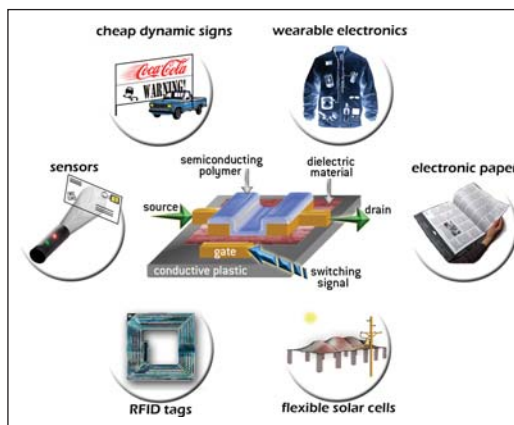 cheap dynamic signs
wearable electronics
Coca-Cola
WARNING!
sensors
semiconducting
polymer
dielectric
material
electronic paper
source
drain
gate
conductive plastic
switching
signal
RFID tags
flexible solar cells